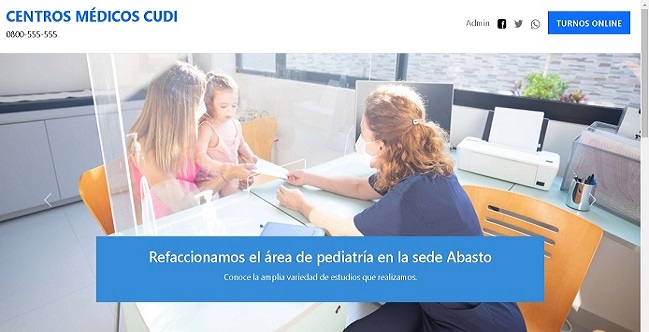 CENTROS MÉDICOS CUDI
0800-555-555
Admin
TURNOS ONLINE
Refaccionamos el área de pediatría en la sede Abasto
Conoce la amplia variedad de estudios que realizamos.